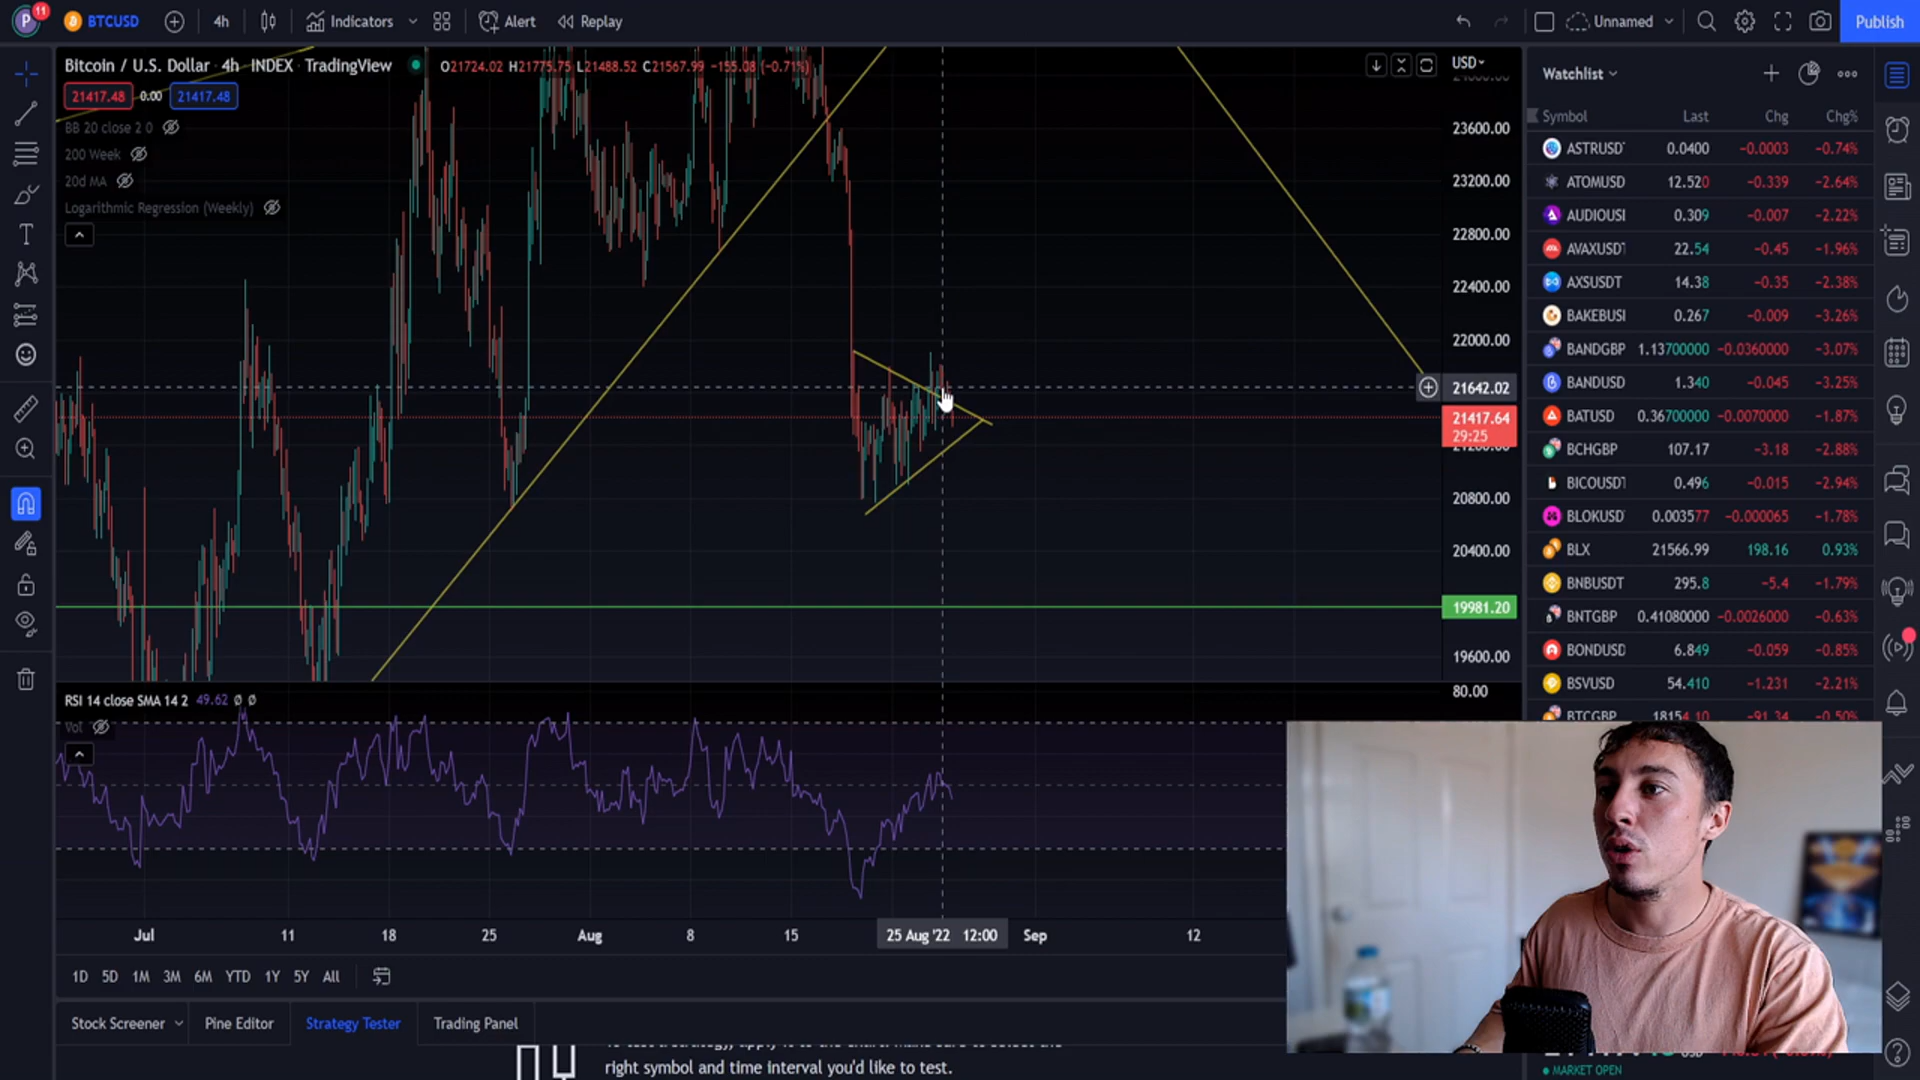 P 11 BTCUSD 4h Indicators Alert Replay Unnamed Publish
Bitcoin / U.S. Dollar 4h INDEX TradingView O21724.02 H21775.75 L21488.52 C21567.99 −155.08 (−0.71%)
21417.48 0.00 21417.48
BB 20 close 2 0
200 Week
20d MA
Logarithmic Regression (Weekly)
USD
23600.00
23200.00
22800.00
22400.00
22000.00
21642.02
21417.64
29:25
20800.00
20400.00
19981.20
19600.00
RSI 14 close SMA 14 2 49.62 Ø Ø
Vol
80.00
Jul 11 18 25 Aug 8 15 25 Aug '22 12:00 Sep 12
1D 5D 1M 3M 6M YTD 1Y 5Y All
Stock Screener Pine Editor Strategy Tester Trading Panel
right symbol and time interval you'd like to test.
Watchlist
Symbol Last Chg Chg%
ASTRUSD 0.0400 −0.0003 −0.74%
ATOMUSD 12.520 −0.339 −2.64%
AUDIOUSI 0.309 −0.007 −2.22%
AVAXUSDT 22.54 −0.45 −1.96%
AXSUSDT 14.38 −0.35 −2.38%
BAKEBUSI 0.267 −0.009 −3.26%
BANDGBP 1.13700000 −0.0360000 −3.07%
BANDUSD 1.340 −0.045 −3.25%
BATUSD 0.36700000 −0.0070000 −1.87%
BCHGBP 107.17 −3.18 −2.88%
BICOUSDT 0.496 −0.015 −2.94%
BLOKUSD 0.003577 −0.000065 −1.78%
BLX 21566.99 198.16 0.93%
BNBUSDT 295.8 −5.4 −1.79%
BNTGBP 0.41080000 −0.0026000 −0.63%
BONDUSD 6.849 −0.059 −0.85%
BSVUSD 54.410 −1.231 −2.21%
BTCGBP 18154.10 −91.34 −0.50%
MARKET OPEN